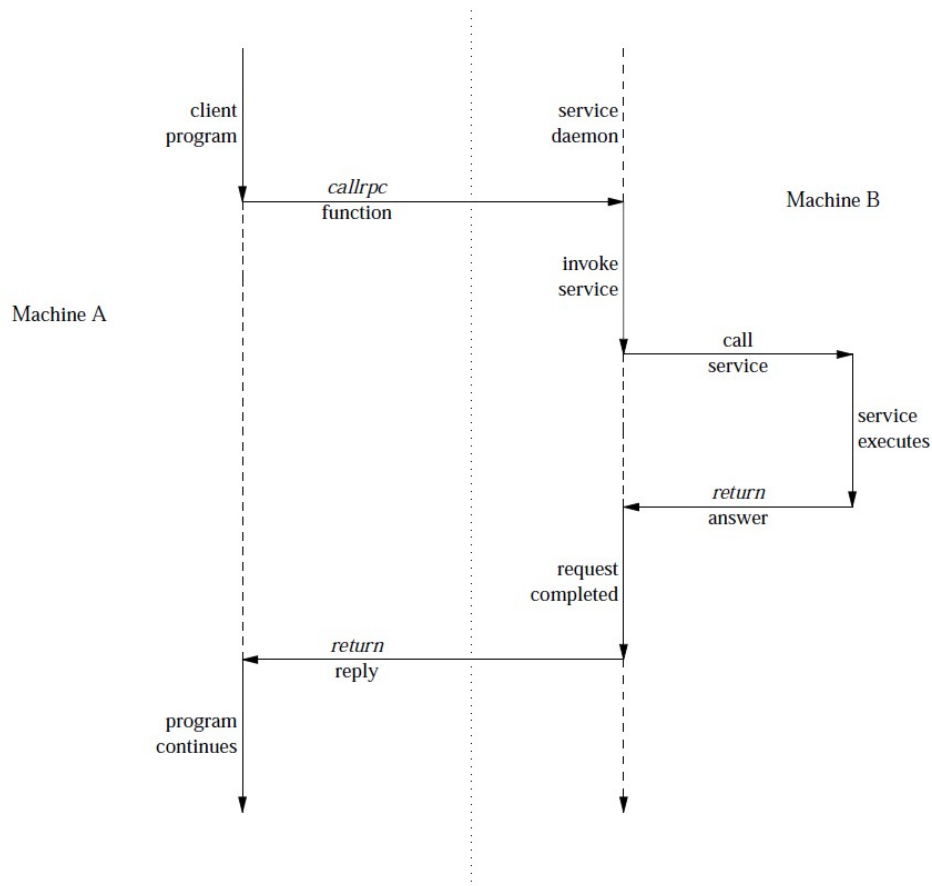 client
program
service
daemon
callrpc
function
Machine B
invoke
service
Machine A
call
service
service
executes
return
answer
request
completed
return
reply
program
continues